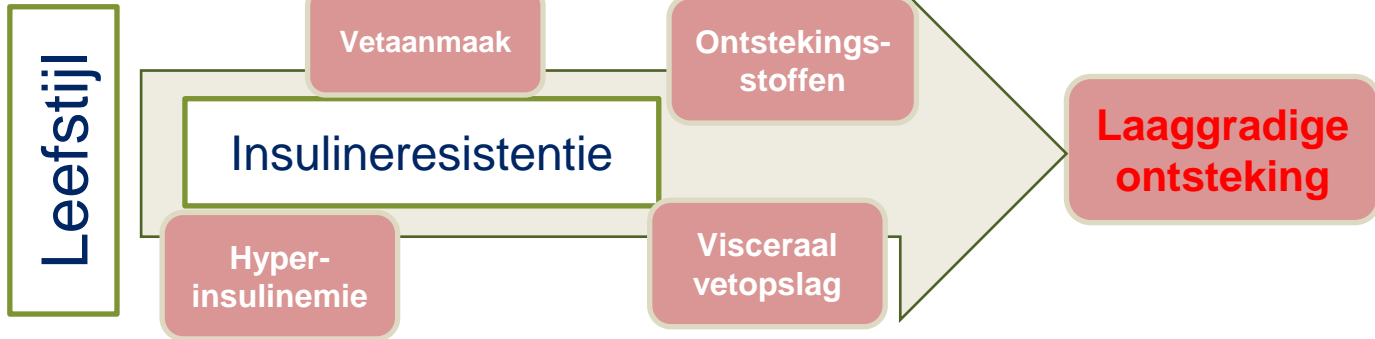 Leefstijl
Vetaanmaak
Ontstekings-
stoffen
Insulineresistentie
Hyper-
insulinemie
Visceraal
vetopslag
Laaggradige
ontsteking